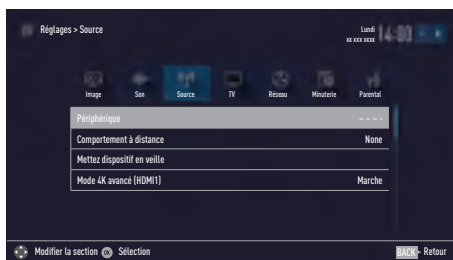 Réglages > Source
Lundi
xx xxx xxxx
14:00
Image Son Source TV Réseau Minuterie Parental
Périphérique - - - -
Comportement à distance None
Mettez dispositif en veille
Mode 4K avancé (HDMI1) Marche
Modifier la section OK Sélection BACK Retour